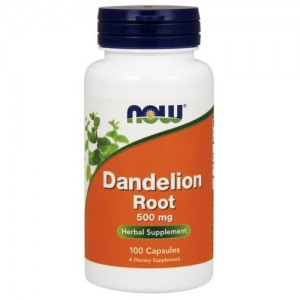 NOW
Dandelion
Root
500 mg
Herbal Supplement
100 Capsules
A Dietary Supplement